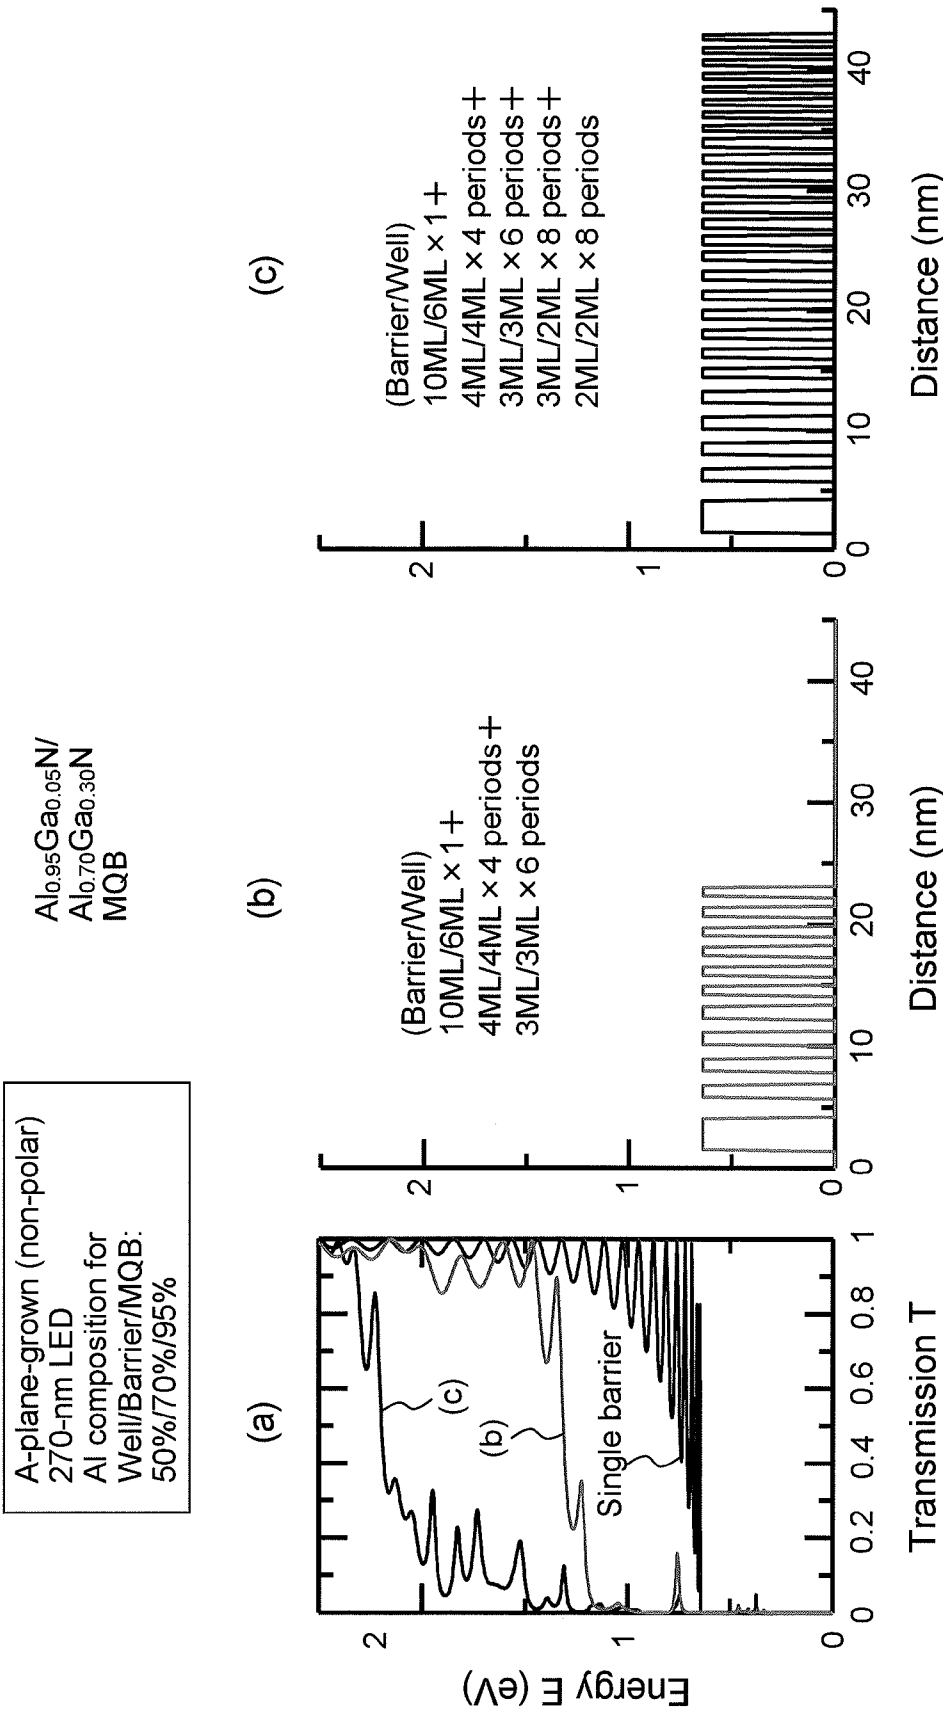 A-plane-grown (non-polar)
270-nm LED
Al composition for
Well/Barrier/MQB:
50%/70%/95%
Al0.95Ga0.05N/
Al0.70Ga0.30N
MQB
(a)
Energy E (eV)
2
1
0
(c)
(b)
Single barrier
0
0.2
0.4
0.6
0.8
1
Transmission T
(b)
(Barrier/Well)
10ML/6ML×1+
4ML/4ML×4 periods+
3ML/3ML×6 periods
2
1
0
0
10
20
30
40
Distance (nm)
(c)
(Barrier/Well)
10ML/6ML×1+
4ML/4ML×4 periods+
3ML/3ML×6 periods+
3ML/2ML×8 periods+
2ML/2ML×8 periods
2
1
0
0
10
20
30
40
Distance (nm)